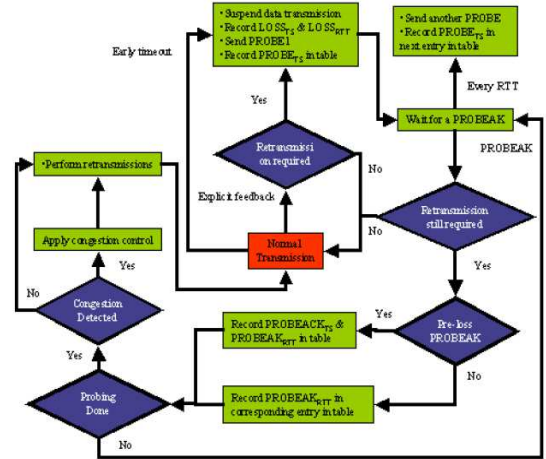 • Suspend data transmission
• Record LOSS_TS & LOSS_RTT
• Send PROBE1
• Record PROBE_TS in table
• Send another PROBE
• Record PROBE_TS in
next entry in table
Early timeout
Yes
Every RTT
Wait for a PROBEAK
PROBEAK
• Perform retransmissions
Retransmissi
on required
No
Explicit feedback
Retransmission
still required
Apply congestion control
Normal
Transmission
No
Yes
Yes
No
Congestion
Detected
Record PROBEACK_TS &
PROBEAK_RTT in table
Yes
Pre-loss
PROBEAK
Yes
No
Probing
Done
Record PROBEAK_RTT in
corresponding entry in table
No